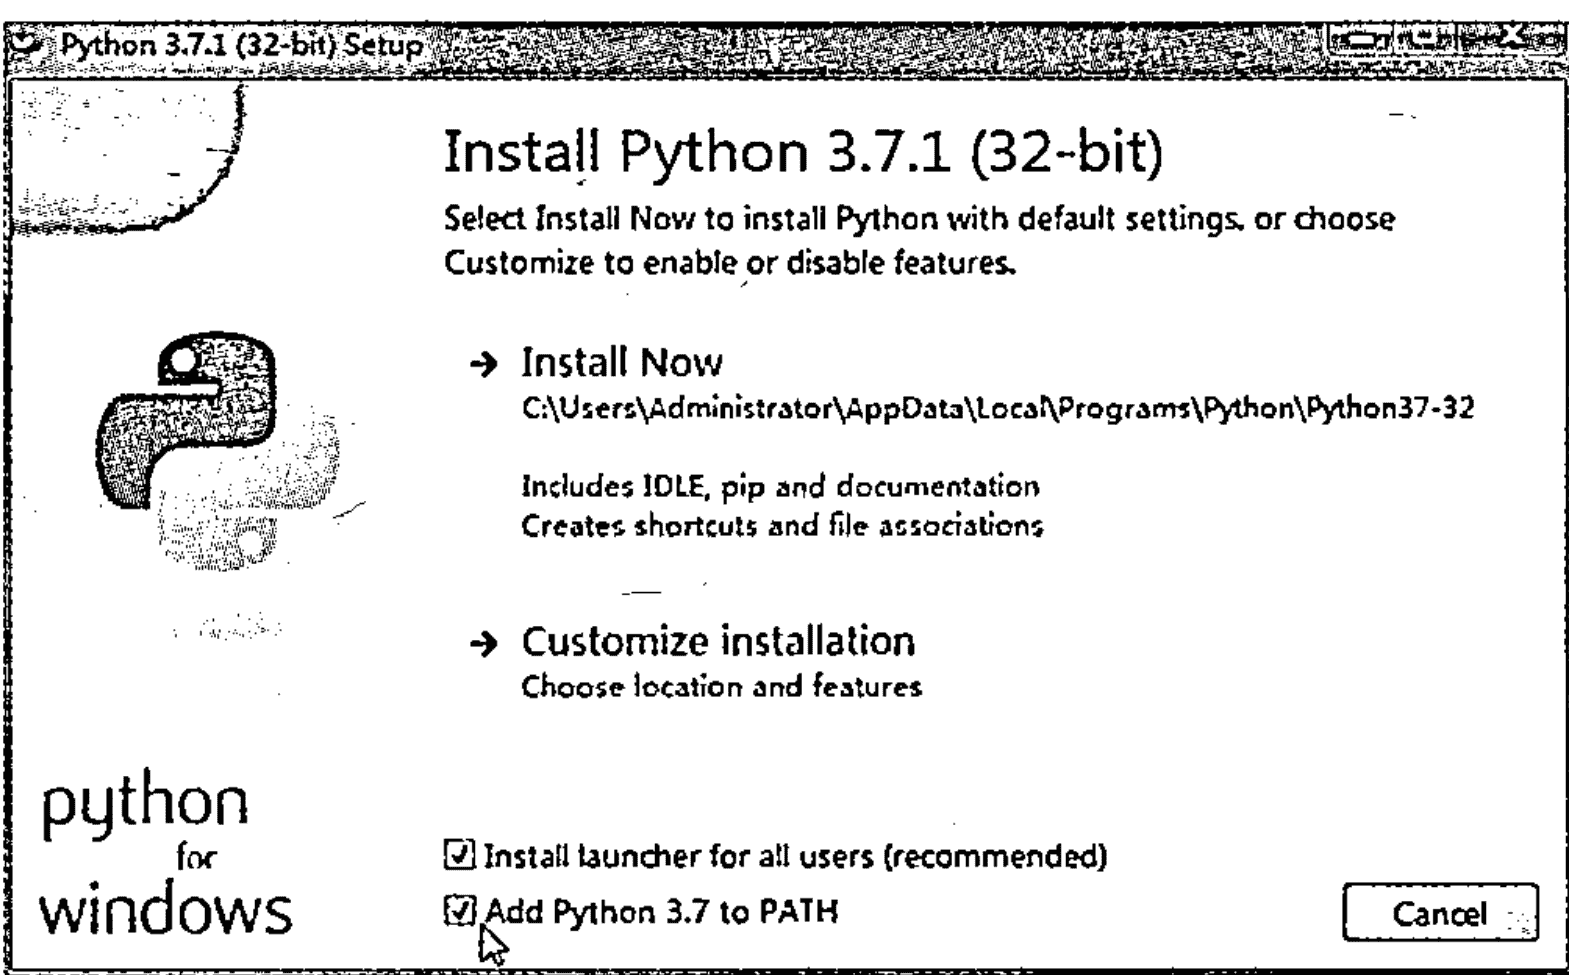 Python 3.7.1 (32-bit) Setup
Install Python 3.7.1 (32-bit)
Select Install Now to install Python with default settings, or choose
Customize to enable or disable features.
→ Install Now
C:\Users\Administrator\AppData\Local\Programs\Python\Python37-32
Includes IDLE, pip and documentation
Creates shortcuts and file associations
→ Customize installation
Choose location and features
python
for
windows
Install launcher for all users (recommended)
Add Python 3.7 to PATH
Cancel